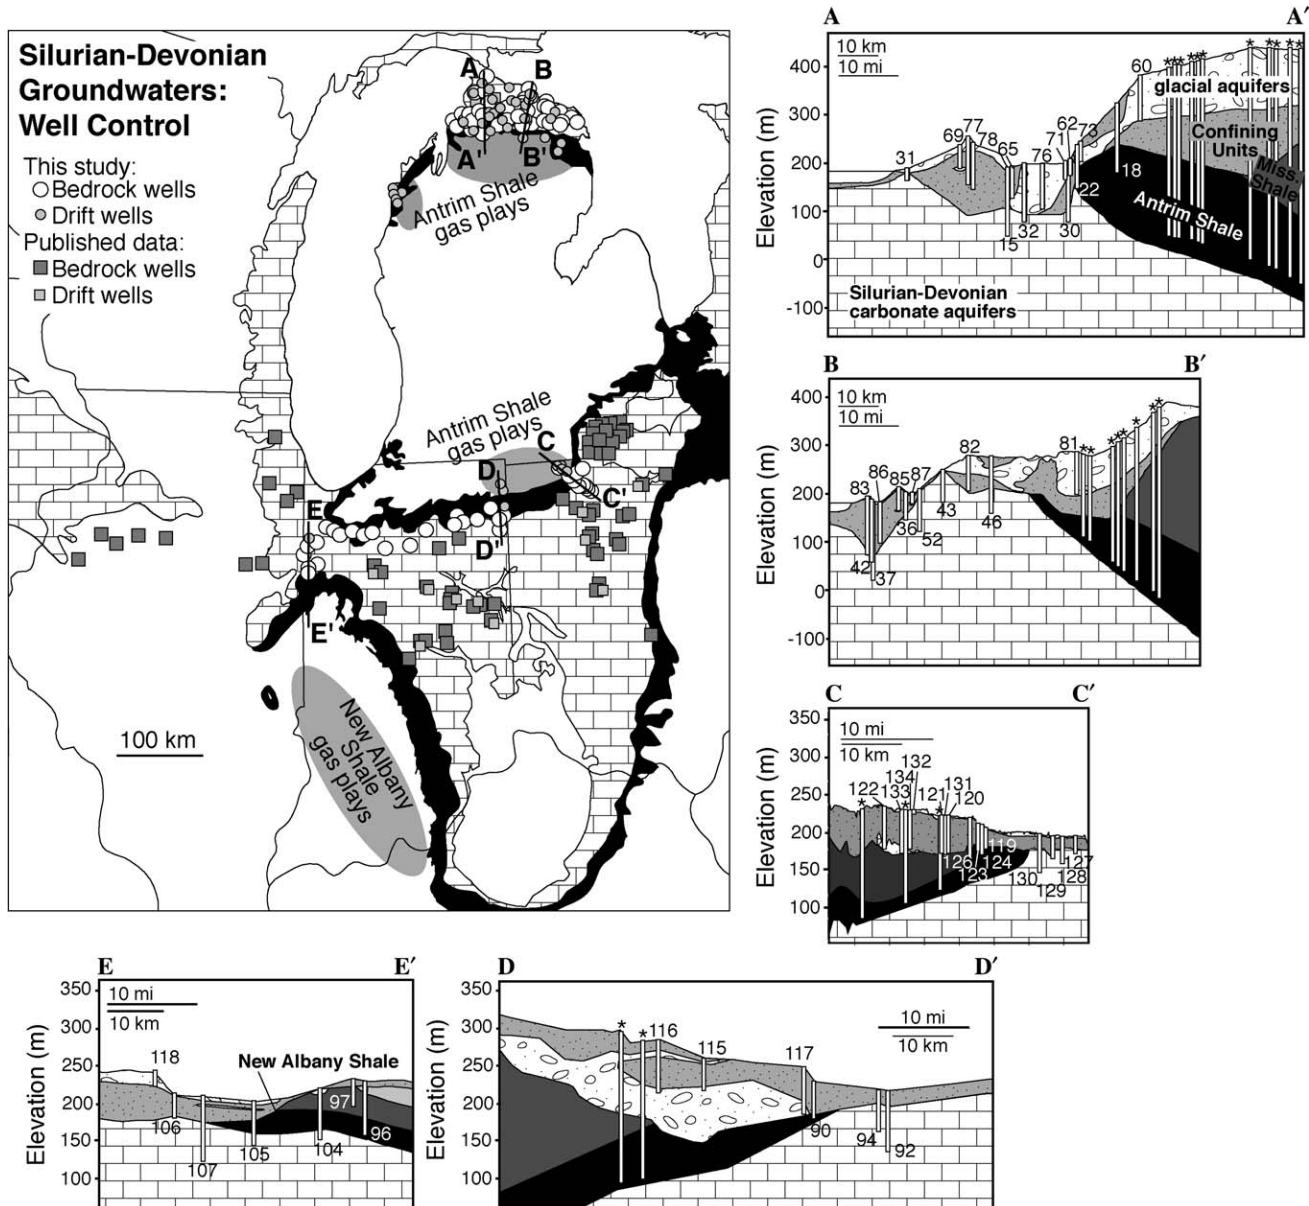 Silurian-Devonian
Groundwaters:
Well Control
This study:
Bedrock wells
Drift wells
Published data:
Bedrock wells
Drift wells
A
B
A'
B'
Antrim Shale
gas plays
Antrim Shale
gas plays
C
D
C'
D'
E
E'
New Albany
Shale
gas plays
100 km
A
A′
10 km
10 mi
Elevation (m)
400
300
200
100
0
-100
31
69
77
78
65
76
71
62
73
60
15
32
30
22
18
glacial aquifers
Confining
Units
Miss.
Shale
Antrim Shale
Silurian-Devonian
carbonate aquifers
*
*
*
*
*
*
*
*
*
*
*
*
B
B′
10 km
10 mi
Elevation (m)
400
300
200
100
0
-100
83
86
85
87
82
81
42
37
36
52
43
46
*
*
*
*
*
*
*
*
C
C′
10 mi
10 km
Elevation (m)
350
300
250
200
150
100
122
134
133
132
121
131
120
126
123
119
124
130
129
128
127
*
*
*
E
E′
10 mi
10 km
Elevation (m)
350
300
250
200
150
100
118
New Albany Shale
106
107
105
104
97
96
D
D′
10 mi
10 km
Elevation (m)
350
300
250
200
150
100
*
*
116
115
117
90
94
92